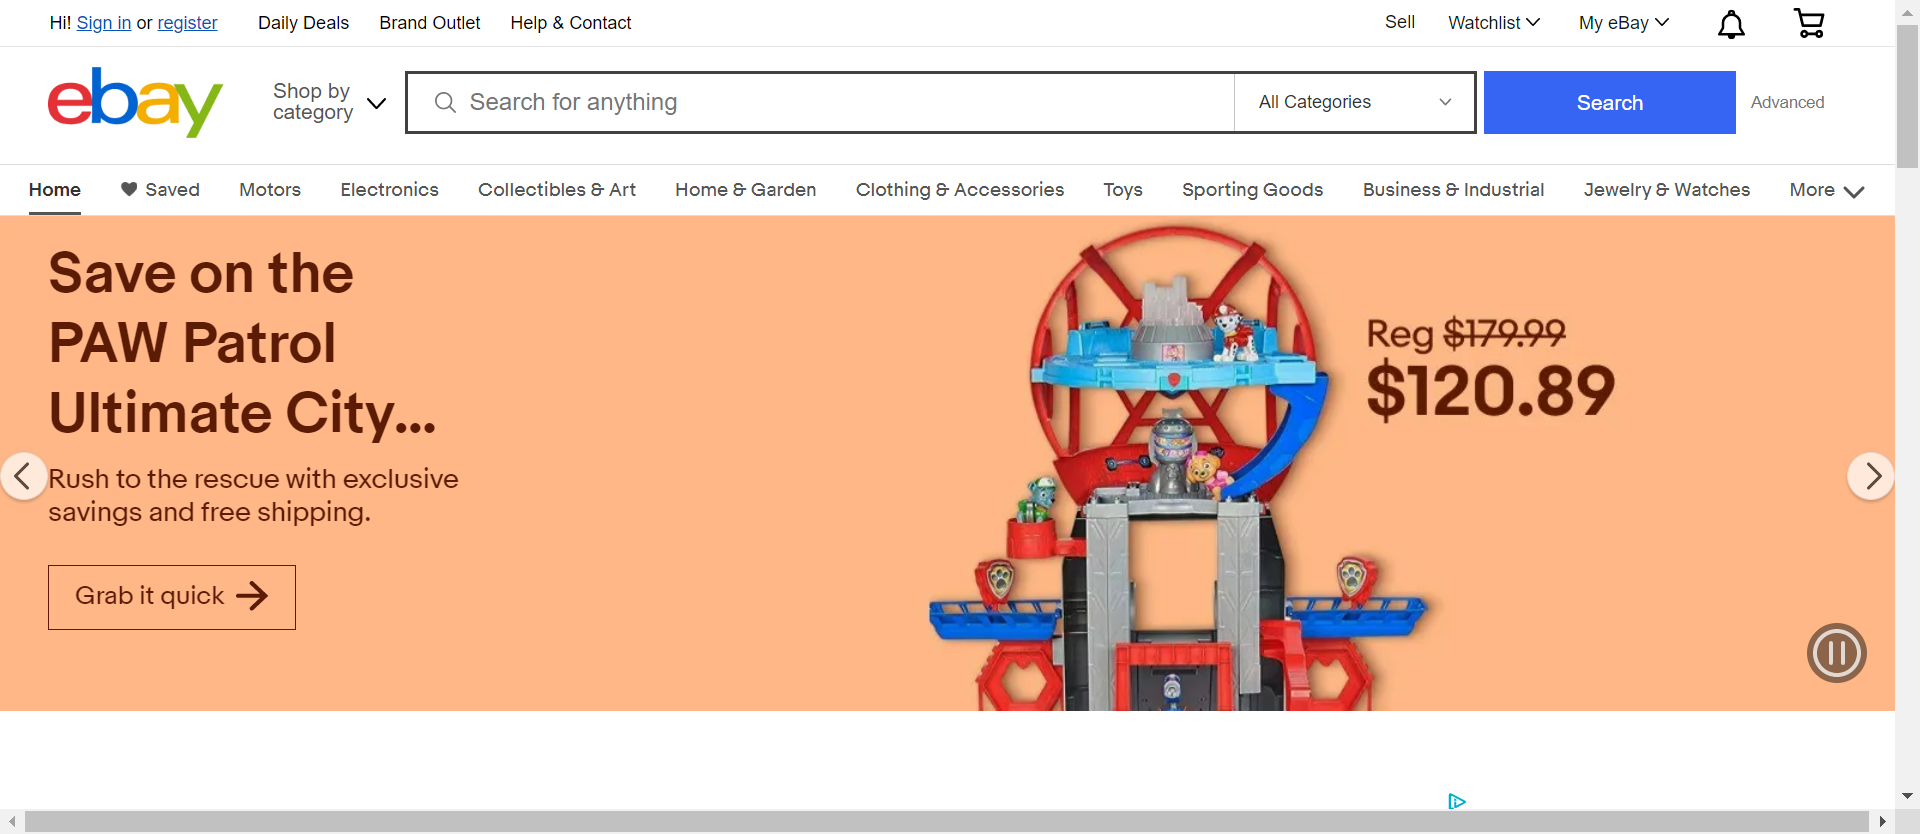 Hi! Sign in or register Daily Deals Brand Outlet Help & Contact Sell Watchlist My eBay
ebay
Shop by
category
Search for anything
All Categories
Search
Advanced
Home Saved Motors Electronics Collectibles & Art Home & Garden Clothing & Accessories Toys Sporting Goods Business & Industrial Jewelry & Watches More
Save on the
PAW Patrol
Ultimate City...
Rush to the rescue with exclusive
savings and free shipping.
Grab it quick
Reg $179.99
$120.89